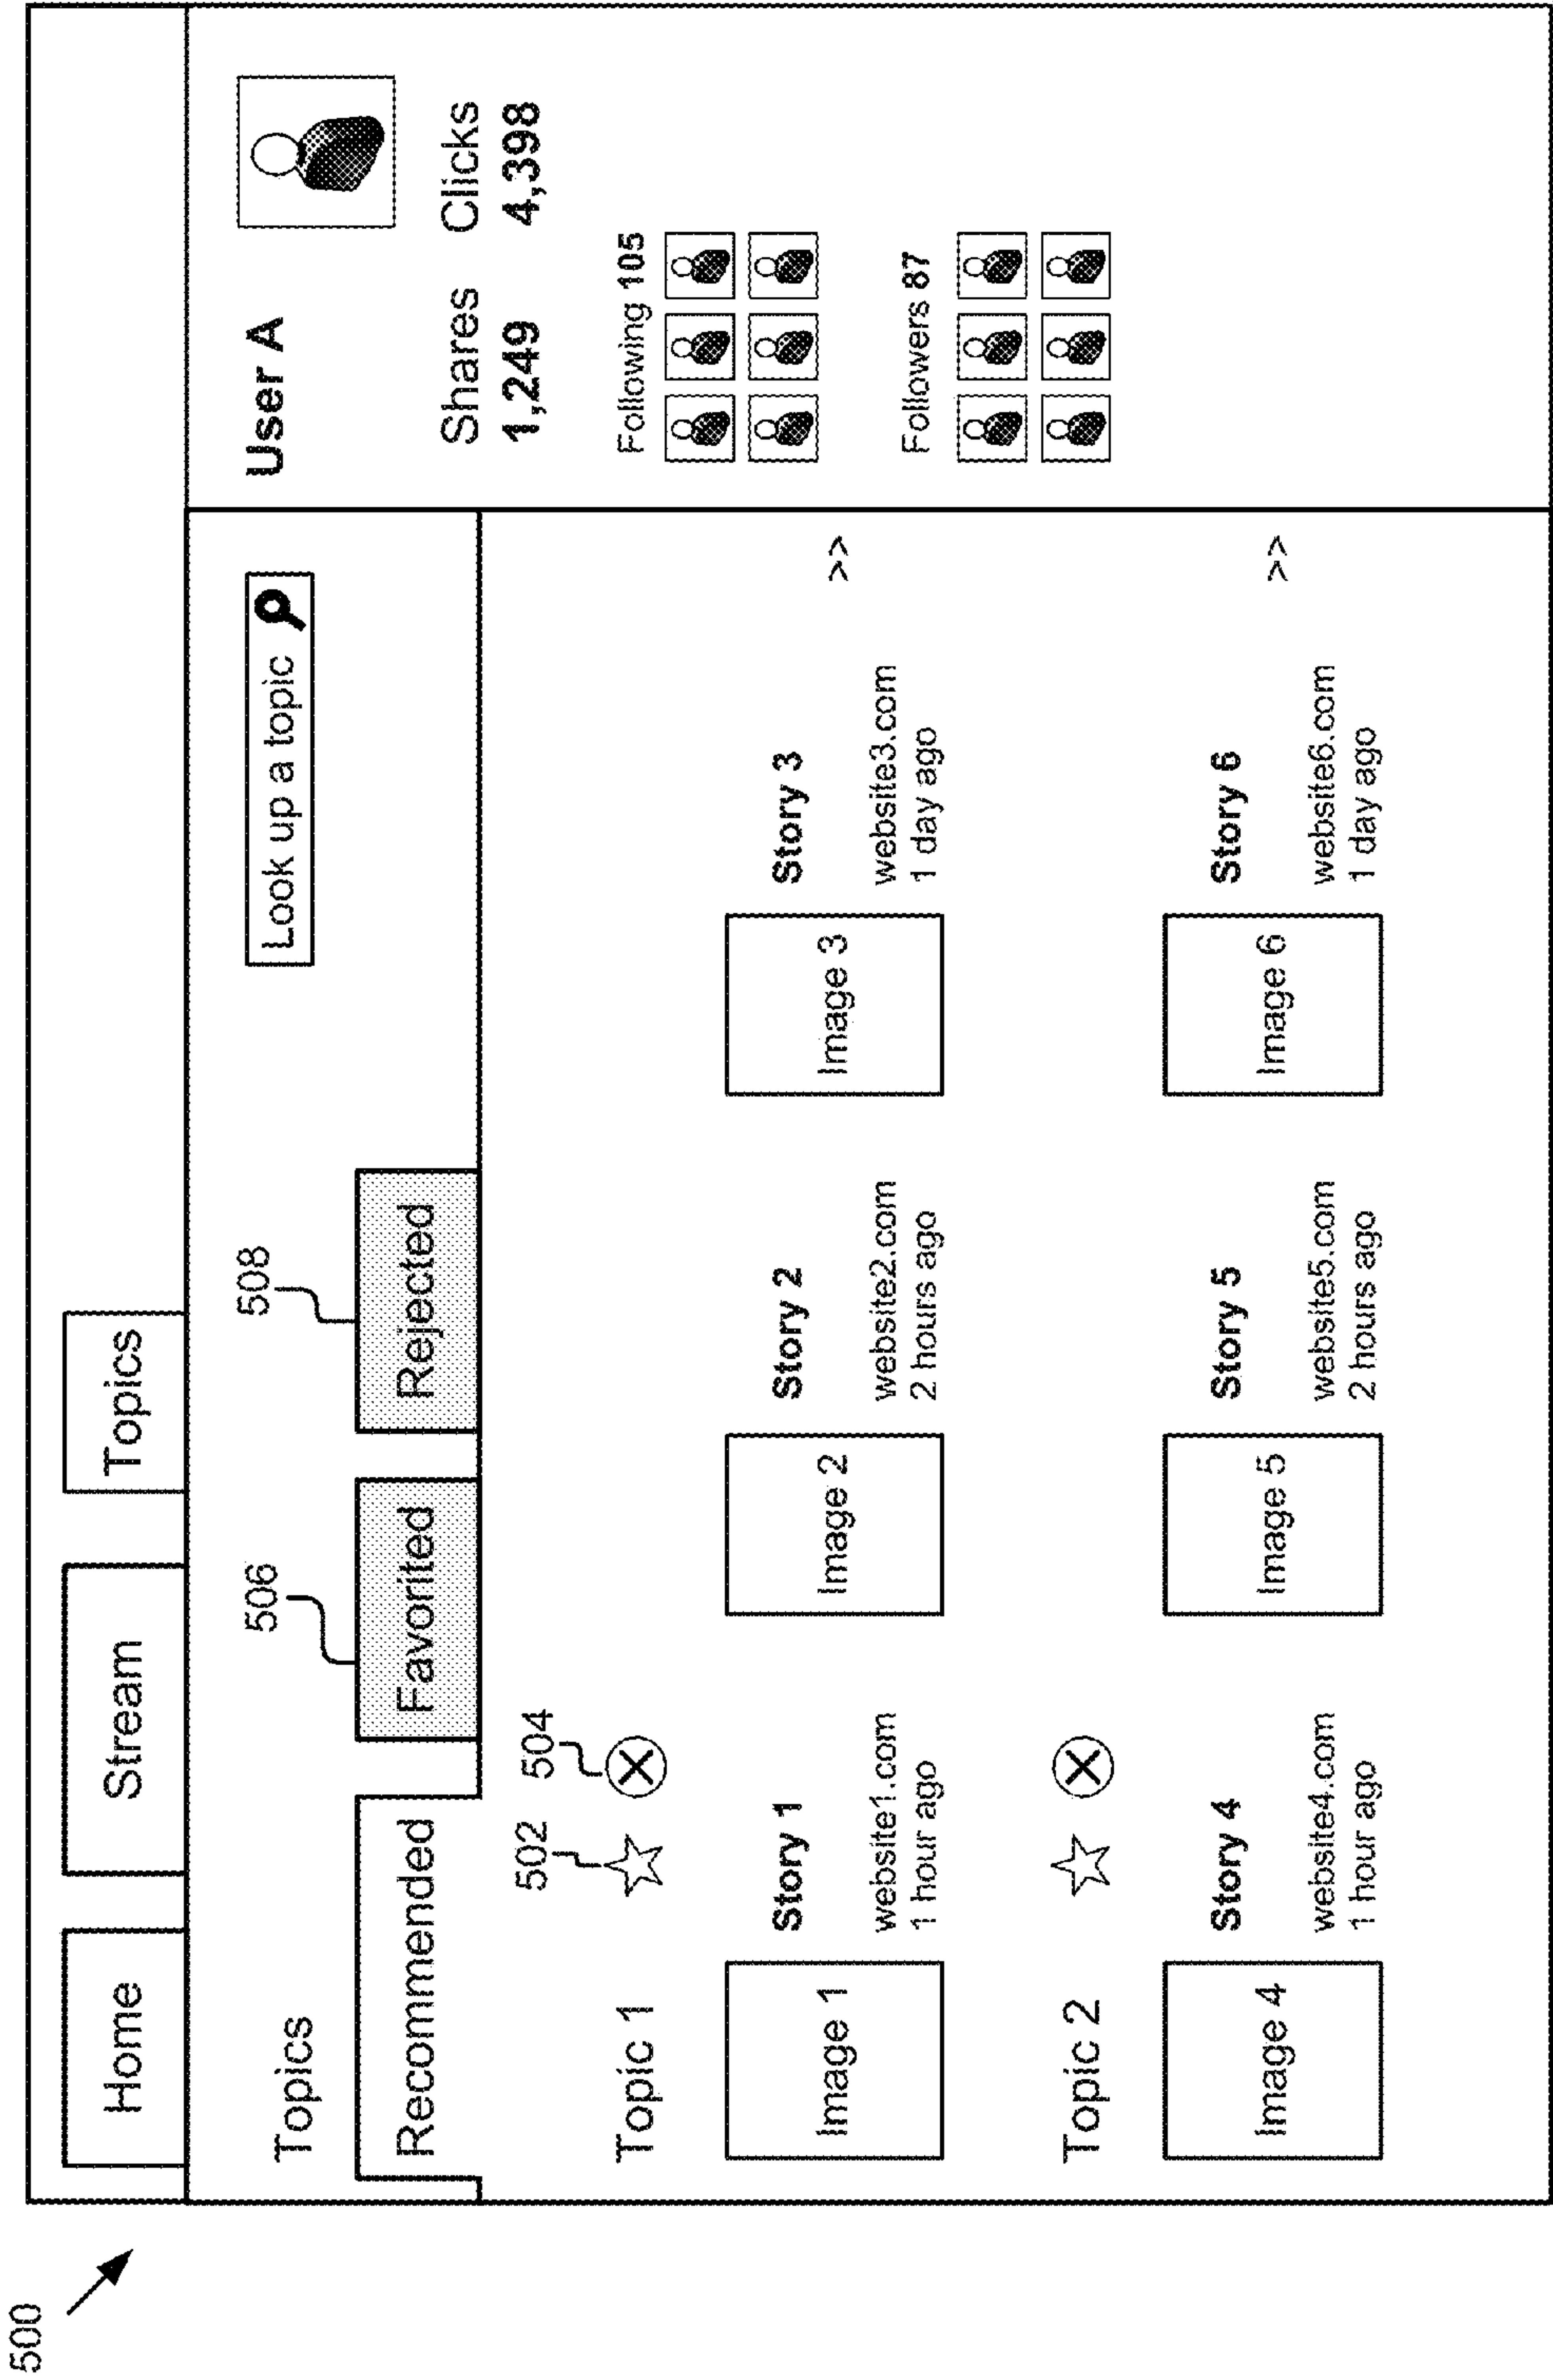 500
Home Stream Topics
Topics
Look up a topic
506
508
Recommended Favorited Rejected
502
504
Topic 1
Image 1
Story 1
website1.com
1 hour ago
Image 2
Story 2
website2.com
2 hours ago
Image 3
Story 3
website3.com
1 day ago
>>
Topic 2
Image 4
Story 4
website4.com
1 hour ago
Image 5
Story 5
website5.com
2 hours ago
Image 6
Story 6
website6.com
1 day ago
>>
User A
Shares Clicks
1,249 4,398
Following 105
Followers 87